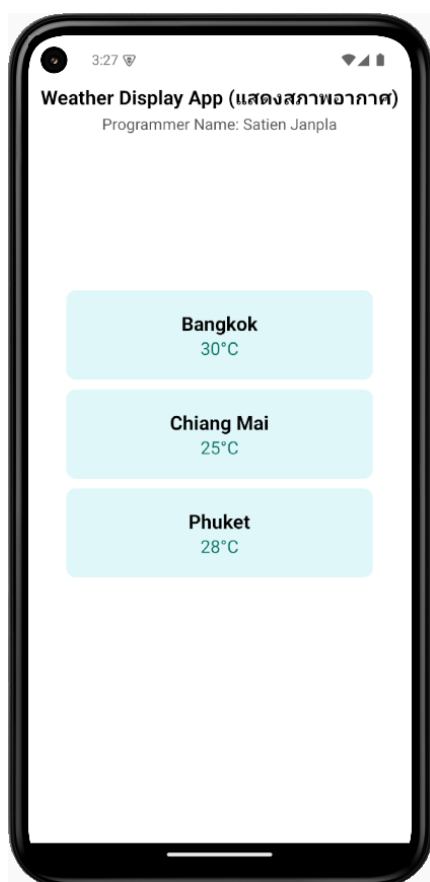 3:27
Weather Display App (แสดงสภาพอากาศ)
Programmer Name: Satien Janpla
Bangkok
30°C
Chiang Mai
25°C
Phuket
28°C